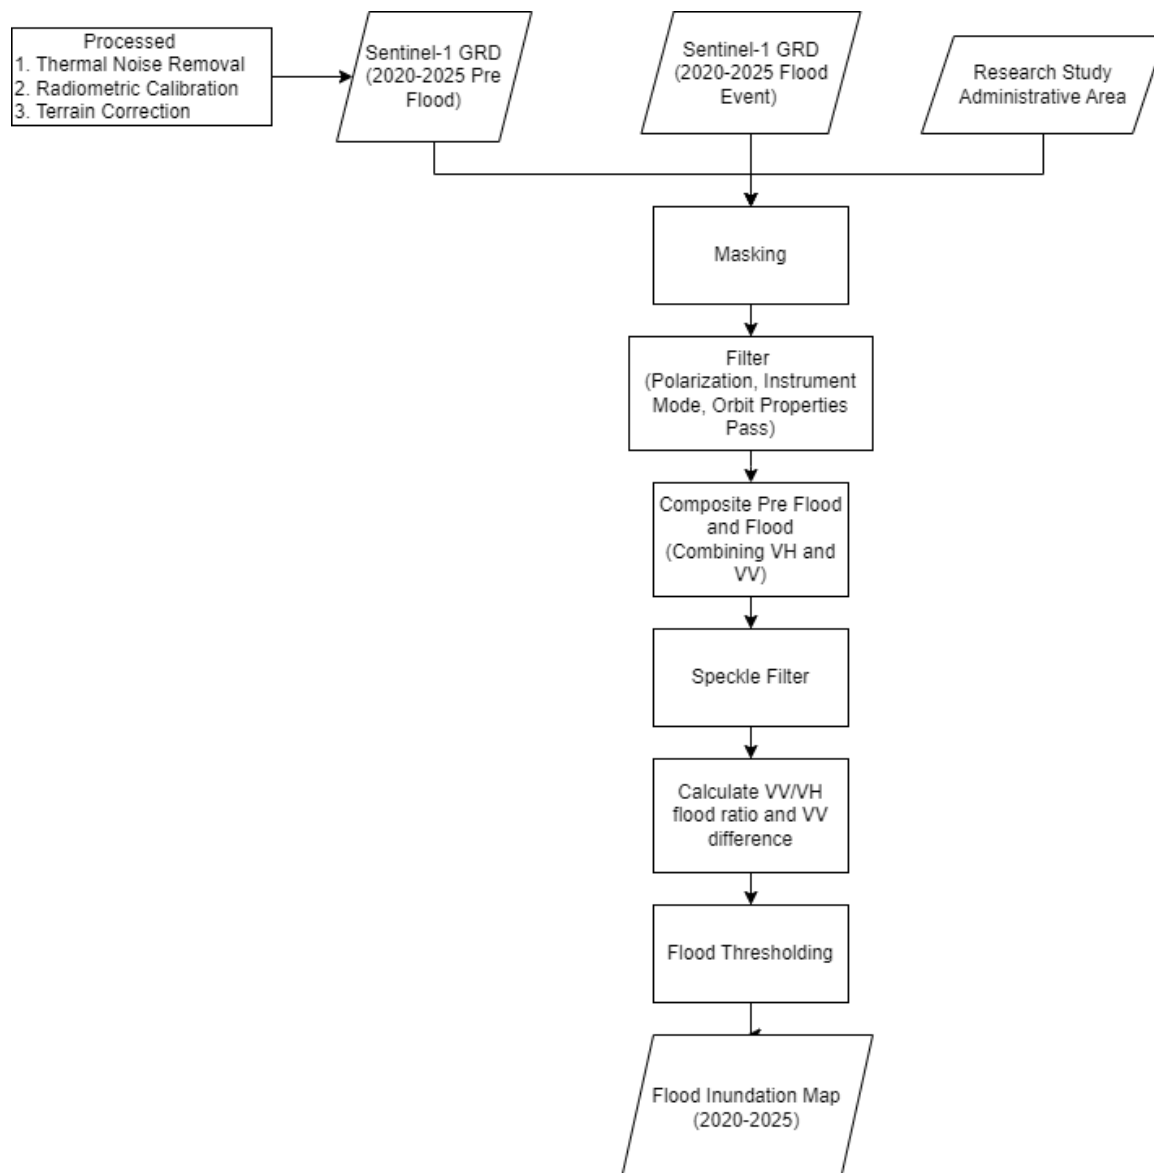 Processed
1. Thermal Noise Removal
2. Radiometric Calibration
3. Terrain Correction
Sentinel-1 GRD
(2020-2025 Pre
Flood)
Sentinel-1 GRD
(2020-2025 Flood
Event)
Research Study
Administrative Area
Masking
Filter
(Polarization, Instrument
Mode, Orbit Properties
Pass)
Composite Pre Flood
and Flood
(Combining VH and
VV)
Speckle Filter
Calculate VV/VH
flood ratio and VV
difference
Flood Thresholding
Flood Inundation Map
(2020-2025)